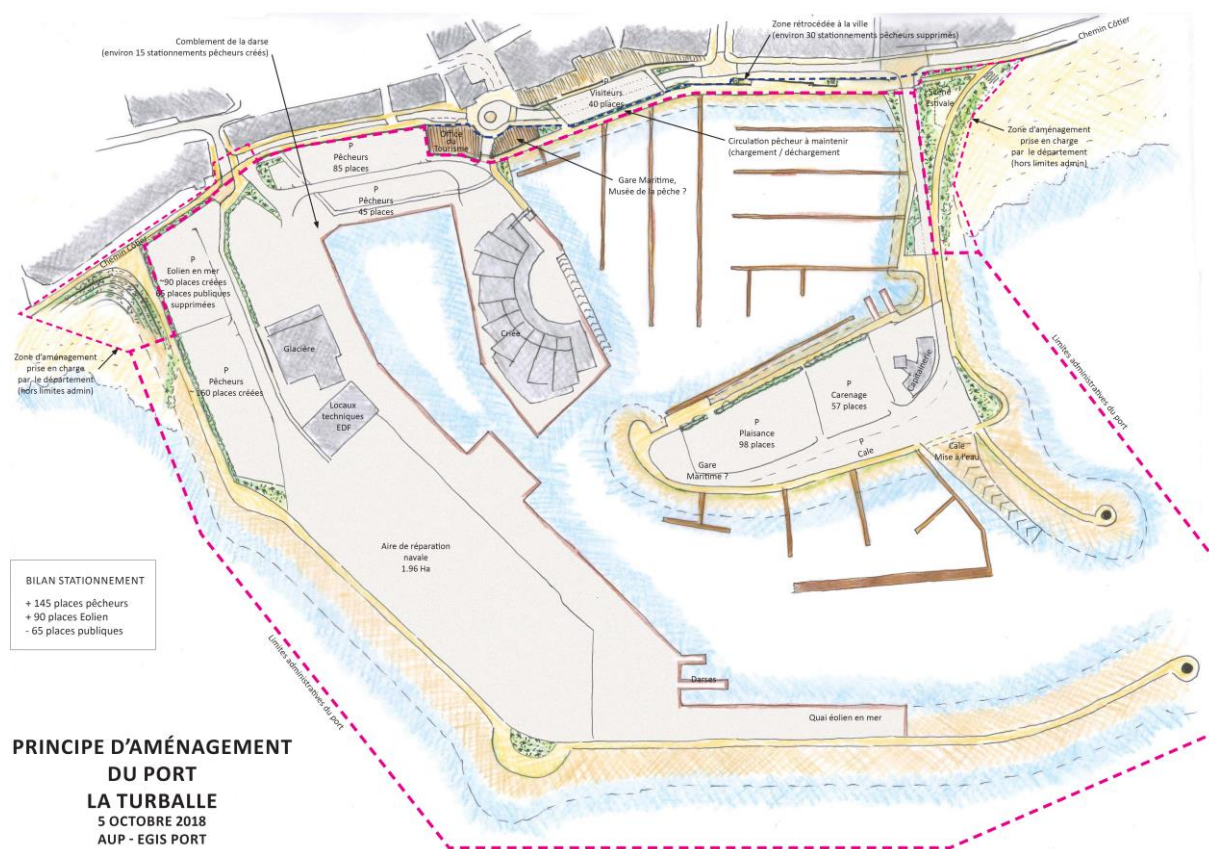 Comblement de la darse
(environ 15 stationnements pêcheurs créés)
Zone rétrocédée à la ville
(environ 30 stationnements pêcheurs supprimés)
Chemin Côtier
P
Visiteurs
40 places
Estivale
Zone d'aménagement
prise en charge
par le département
(hors limites admin)
Office
du
Tourisme
P
Pêcheurs
85 places
Circulation pêcheur à maintenir
(chargement / déchargement)
Gare Maritime,
Musée de la pêche ?
P
Pêcheurs
45 places
Chemin Côtier
P
Eolien en mer
~90 places créées
65 places publiques
supprimées
Criée
Glacière
Zone d'aménagement
prise en charge
par le département
(hors limites admin)
P
Pêcheurs
~ 160 places créées
Locaux
techniques
EDF
Capitainerie
P
Carenage
57 places
P
Plaisance
98 places
P
Cale
Cale
Mise à l'eau
Gare
Maritime ?
Limites administratives du port
Aire de réparation
navale
1.96 Ha
BILAN STATIONNEMENT
+ 145 places pêcheurs
+ 90 places Eolien
- 65 places publiques
Limites administratives du port
Darses
Quai éolien en mer
PRINCIPE D'AMÉNAGEMENT
DU PORT
LA TURBALLE
5 OCTOBRE 2018
AUP - EGIS PORT